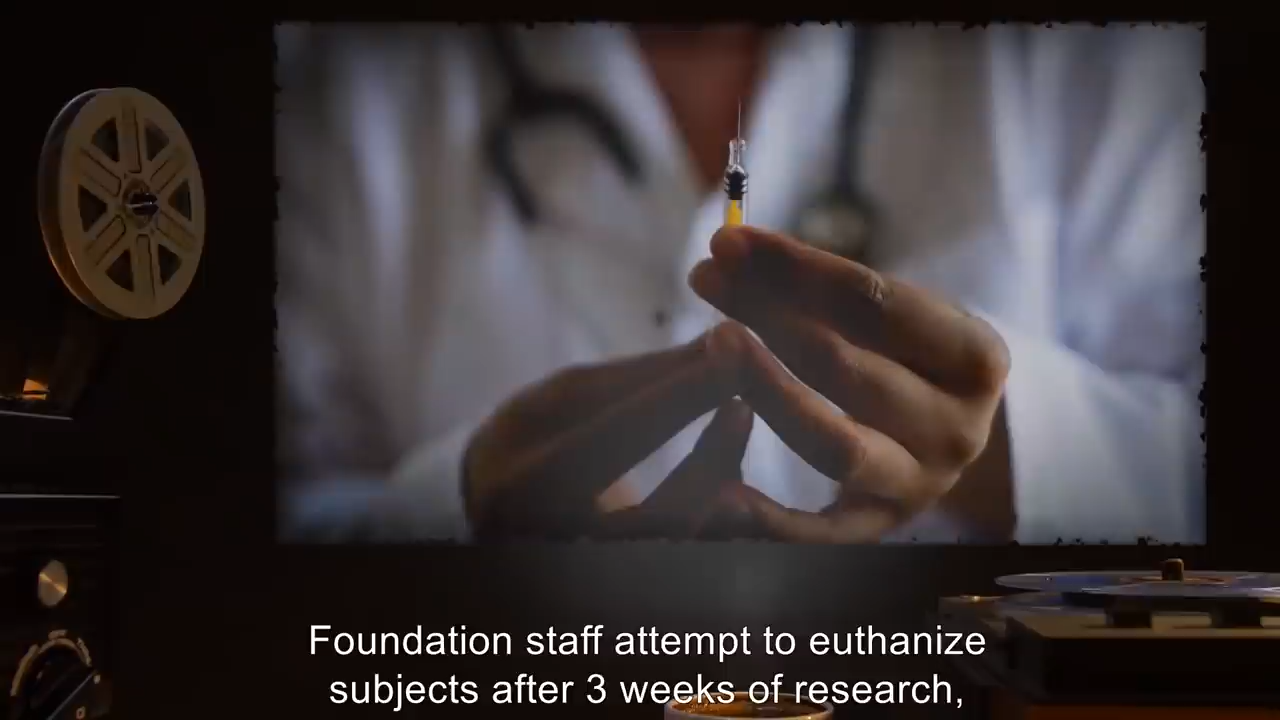 Foundation staff attempt to euthanize
subjects after 3 weeks of research,